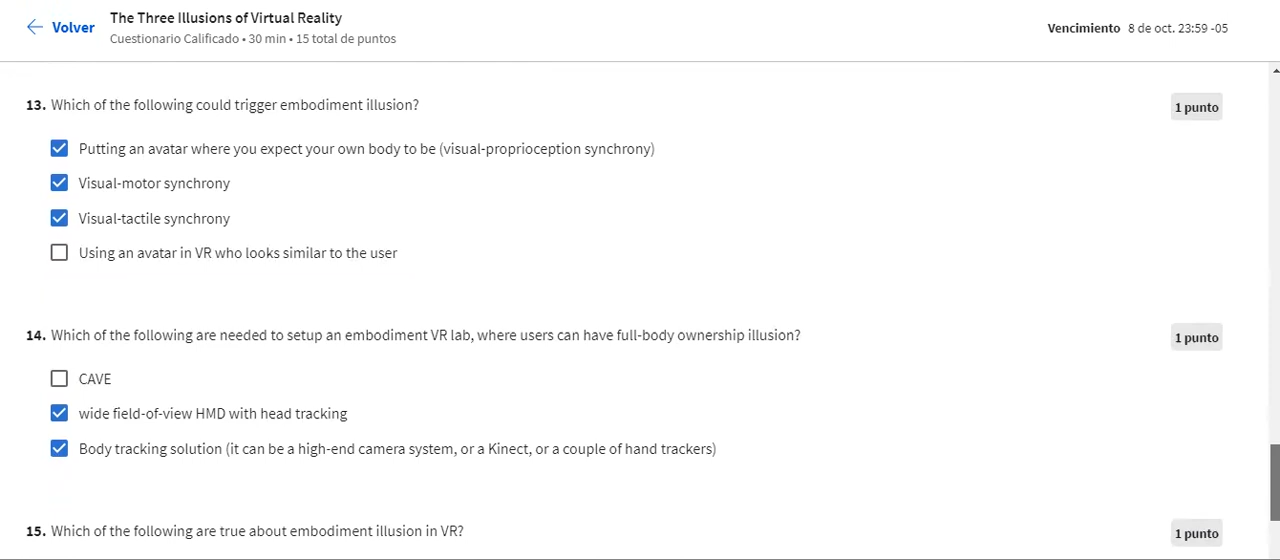 Volver
The Three Illusions of Virtual Reality
Cuestionario Calificado • 30 min • 15 total de puntos
Vencimiento 8 de oct. 23:59 -05
13. Which of the following could trigger embodiment illusion?
1 punto
Putting an avatar where you expect your own body to be (visual-proprioception synchrony)
Visual-motor synchrony
Visual-tactile synchrony
Using an avatar in VR who looks similar to the user
14. Which of the following are needed to setup an embodiment VR lab, where users can have full-body ownership illusion?
1 punto
CAVE
wide field-of-view HMD with head tracking
Body tracking solution (it can be a high-end camera system, or a Kinect, or a couple of hand trackers)
15. Which of the following are true about embodiment illusion in VR?
1 punto